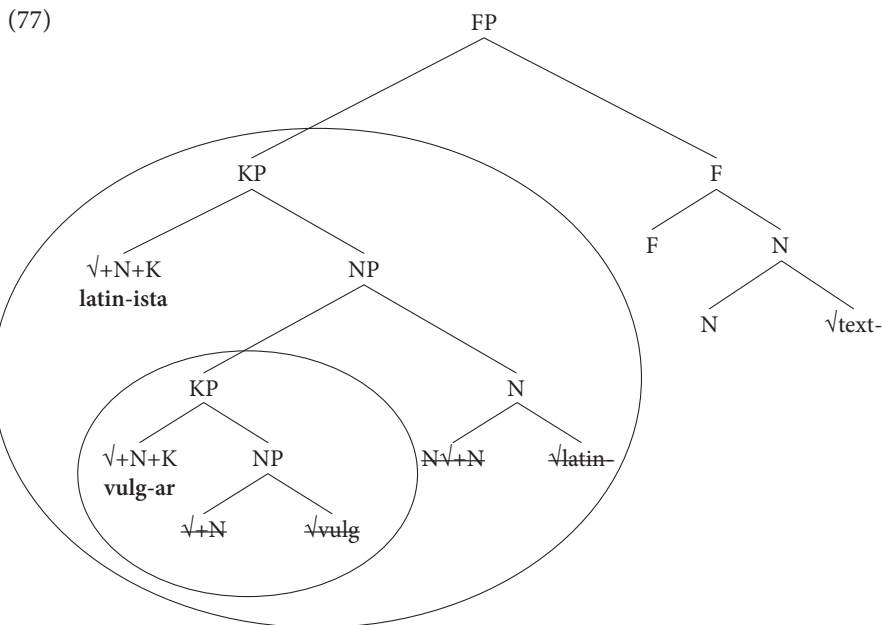 (77)
FP
KP F
√+N+K NP F N
latin-ista
N √text-
KP N
√+N+K NP N√+N √latin-
vulg-ar
√+N √vulg